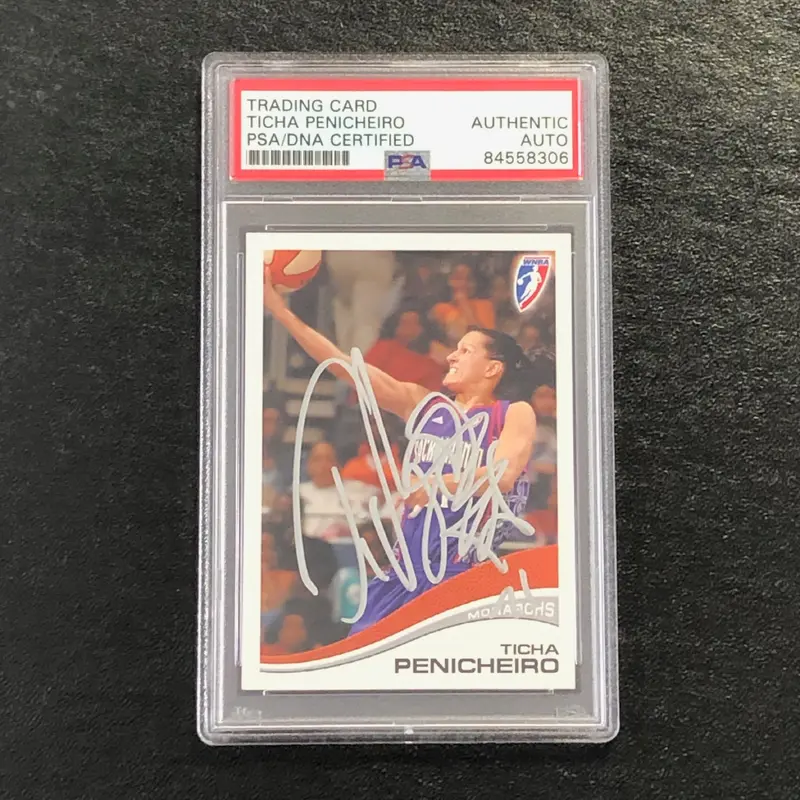 TRADING CARD
TICHA PENICHEIRO
PSA/DNA CERTIFIED
AUTHENTIC
AUTO
84558306
PSA
WNBA
MONARCHS
TICHA
PENICHEIRO